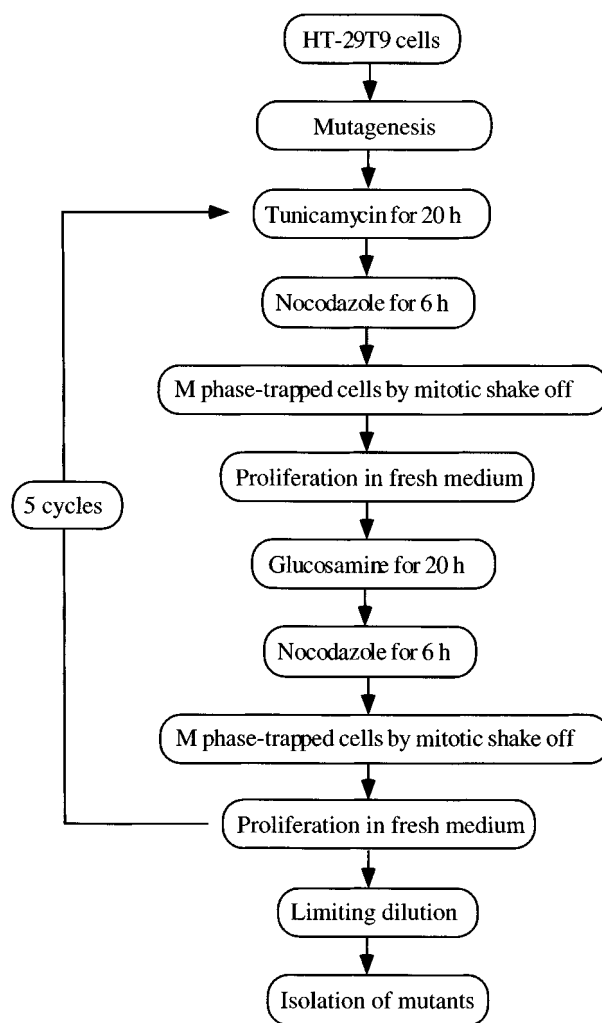 HT-29T9 cells
Mutagenesis
Tunicamycin for 20 h
Nocodazole for 6 h
M phase-trapped cells by mitotic shake off
Proliferation in fresh medium
5 cycles
Glucosamine for 20 h
Nocodazole for 6 h
M phase-trapped cells by mitotic shake off
Proliferation in fresh medium
Limiting dilution
Isolation of mutants